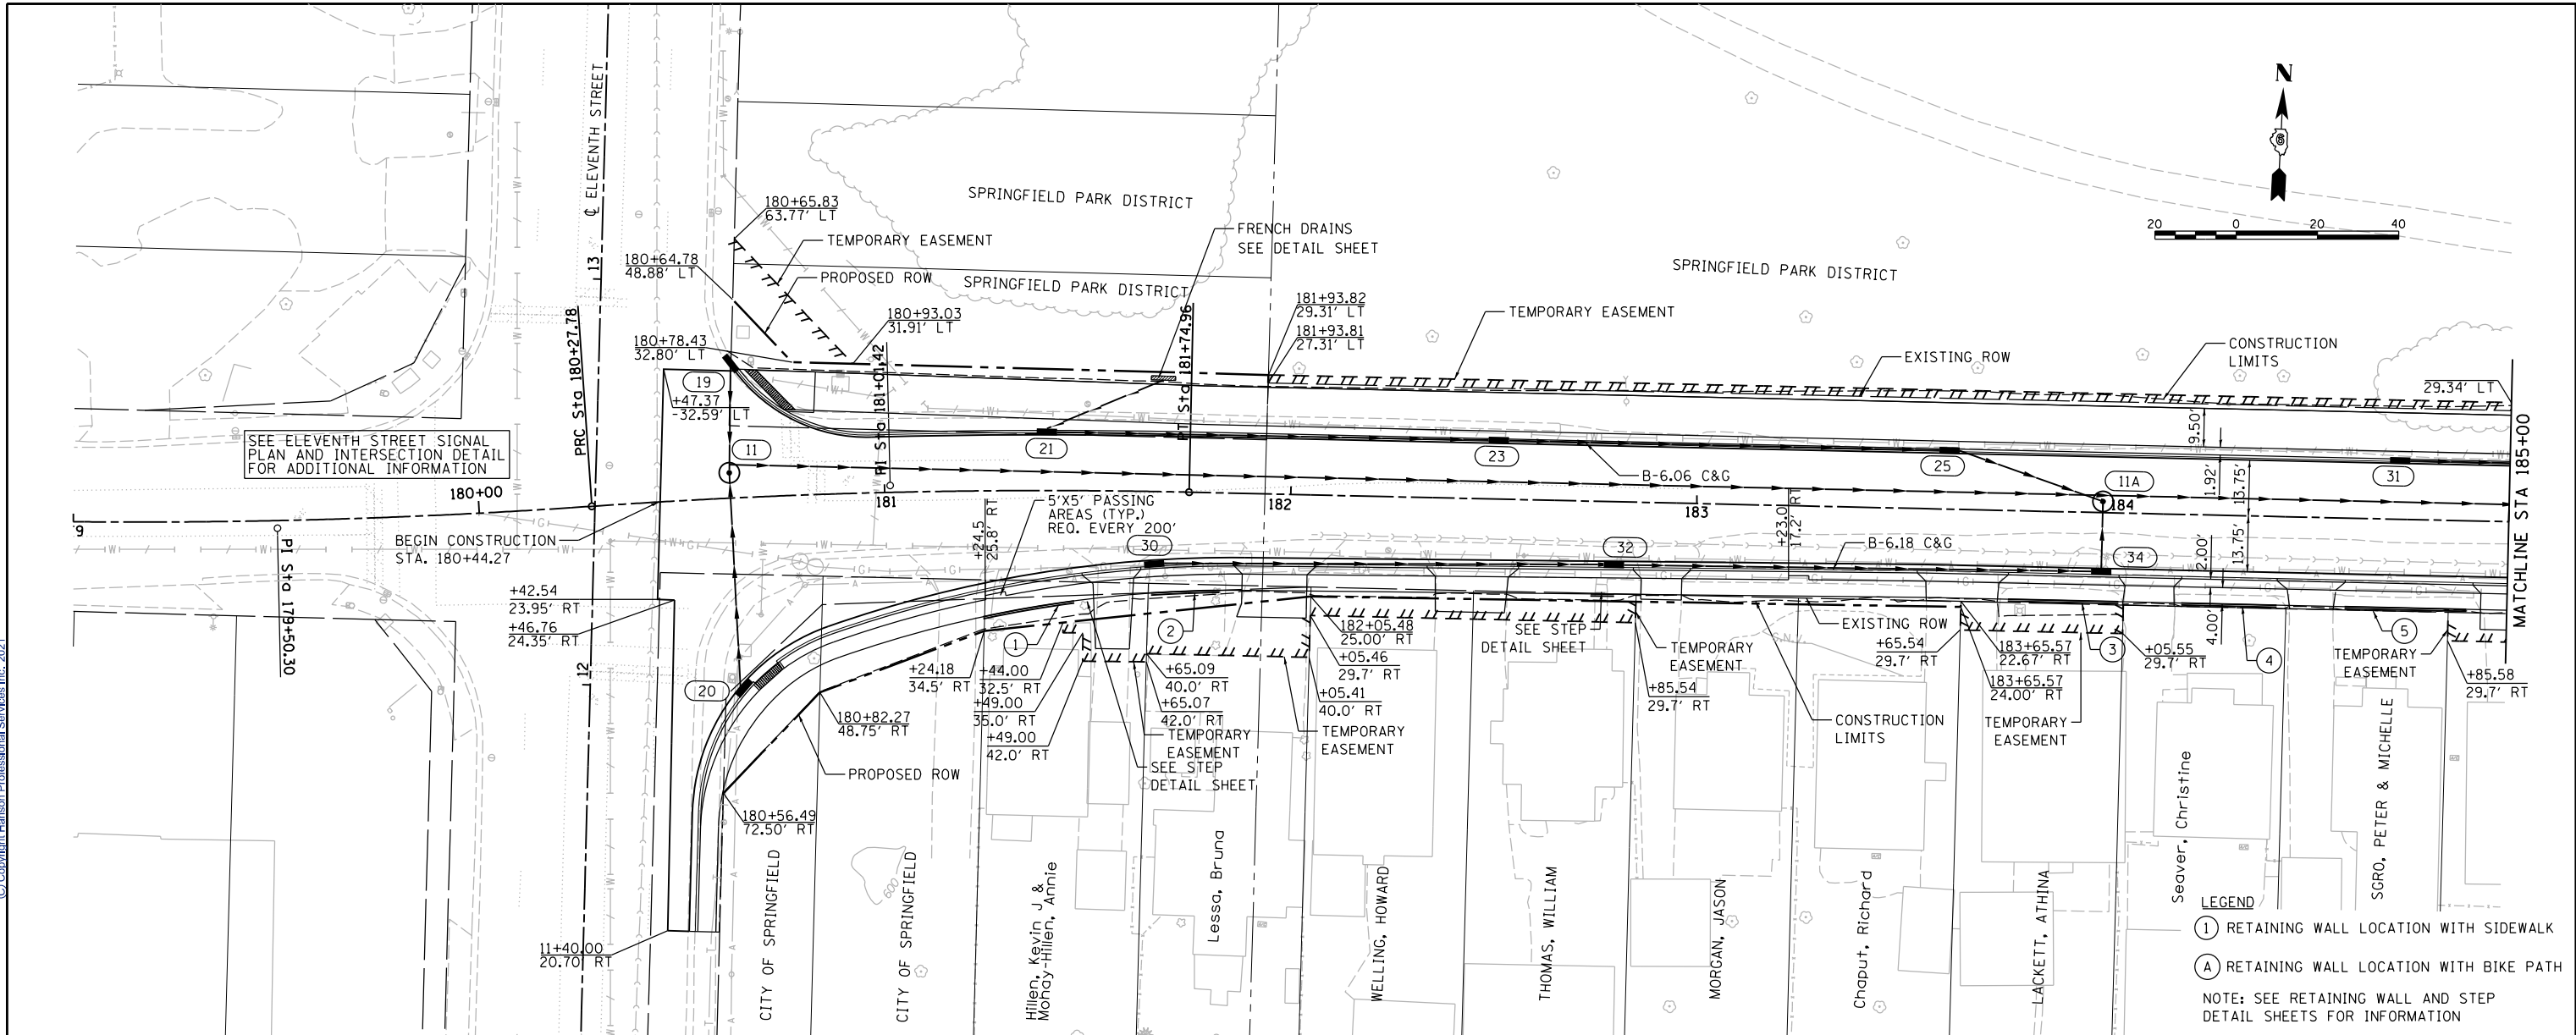 ℄ ELEVENTH STREET
13
12
N
20 0 20 40
SPRINGFIELD PARK DISTRICT
SPRINGFIELD PARK DISTRICT
SPRINGFIELD PARK DISTRICT
180+65.83
63.77' LT
TEMPORARY EASEMENT
180+64.78
48.88' LT
PROPOSED ROW
FRENCH DRAINS
SEE DETAIL SHEET
180+93.03
31.91' LT
180+78.43
32.80' LT
181+93.82
29.31' LT
181+93.81
27.31' LT
TEMPORARY EASEMENT
EXISTING ROW
CONSTRUCTION
LIMITS
29.34' LT
PRC Sta 180+27.78
PI Sta 181+01.42
PT Sta 181+74.96
19
+47.37
-32.59' LT
11
21
23
25
11A
31
B-6.06 C&G
9.50'
1.92'
13.75'
13.75'
2.00'
4.00'
MATCHLINE STA 185+00
SEE ELEVENTH STREET SIGNAL
PLAN AND INTERSECTION DETAIL
FOR ADDITIONAL INFORMATION
9
180+00
181
182
183
184
BEGIN CONSTRUCTION
STA. 180+44.27
PI Sta 179+50.30
+24.5
25.8' RT
5'X5' PASSING
AREAS (TYP.)
REQ. EVERY 200'
30
32
+23.0
17.2' RT
B-6.18 C&G
34
+42.54
23.95' RT
+46.76
24.35' RT
20
1
2
3
4
5
+24.18
34.5' RT
+44.00
32.5' RT
+49.00
35.0' RT
+49.00
42.0' RT
+65.09
40.0' RT
+65.07
42.0' RT
TEMPORARY
EASEMENT
SEE STEP
DETAIL SHEET
182+05.48
25.00' RT
+05.46
29.7' RT
+05.41
40.0' RT
TEMPORARY
EASEMENT
SEE STEP
DETAIL SHEET
TEMPORARY
EASEMENT
+85.54
29.7' RT
EXISTING ROW
+65.54
29.7' RT
183+65.57
22.67' RT
183+65.57
24.00' RT
CONSTRUCTION
LIMITS
TEMPORARY
EASEMENT
+05.55
29.7' RT
TEMPORARY
EASEMENT
+85.58
29.7' RT
180+82.27
48.75' RT
PROPOSED ROW
180+56.49
72.50' RT
11+40.00
20.70' RT
600
CITY OF SPRINGFIELD
CITY OF SPRINGFIELD
Hillen, Kevin J &
Mohay-Hillen, Annie
Lessa, Bruna
WELLING, HOWARD
THOMAS, WILLIAM
MORGAN, JASON
Chaput, Richard
LACKETT, ATHINA
Seaver, Christine
SGRO, PETER & MICHELLE
LEGEND
1 RETAINING WALL LOCATION WITH SIDEWALK
A RETAINING WALL LOCATION WITH BIKE PATH
NOTE: SEE RETAINING WALL AND STEP
DETAIL SHEETS FOR INFORMATION
(C) Copyright Hanson Professional Services Inc. 2021